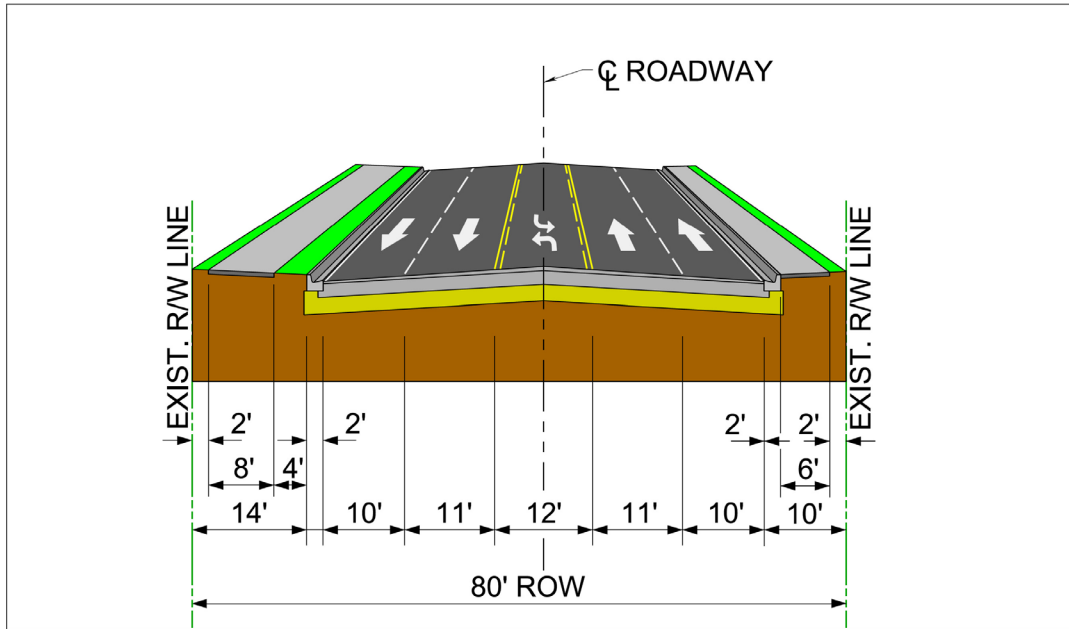 ℄ ROADWAY
EXIST. R/W LINE
EXIST. R/W LINE
2' 2' 2' 2'
8' 4' 6'
14' 10' 11' 12' 11' 10' 10'
80' ROW